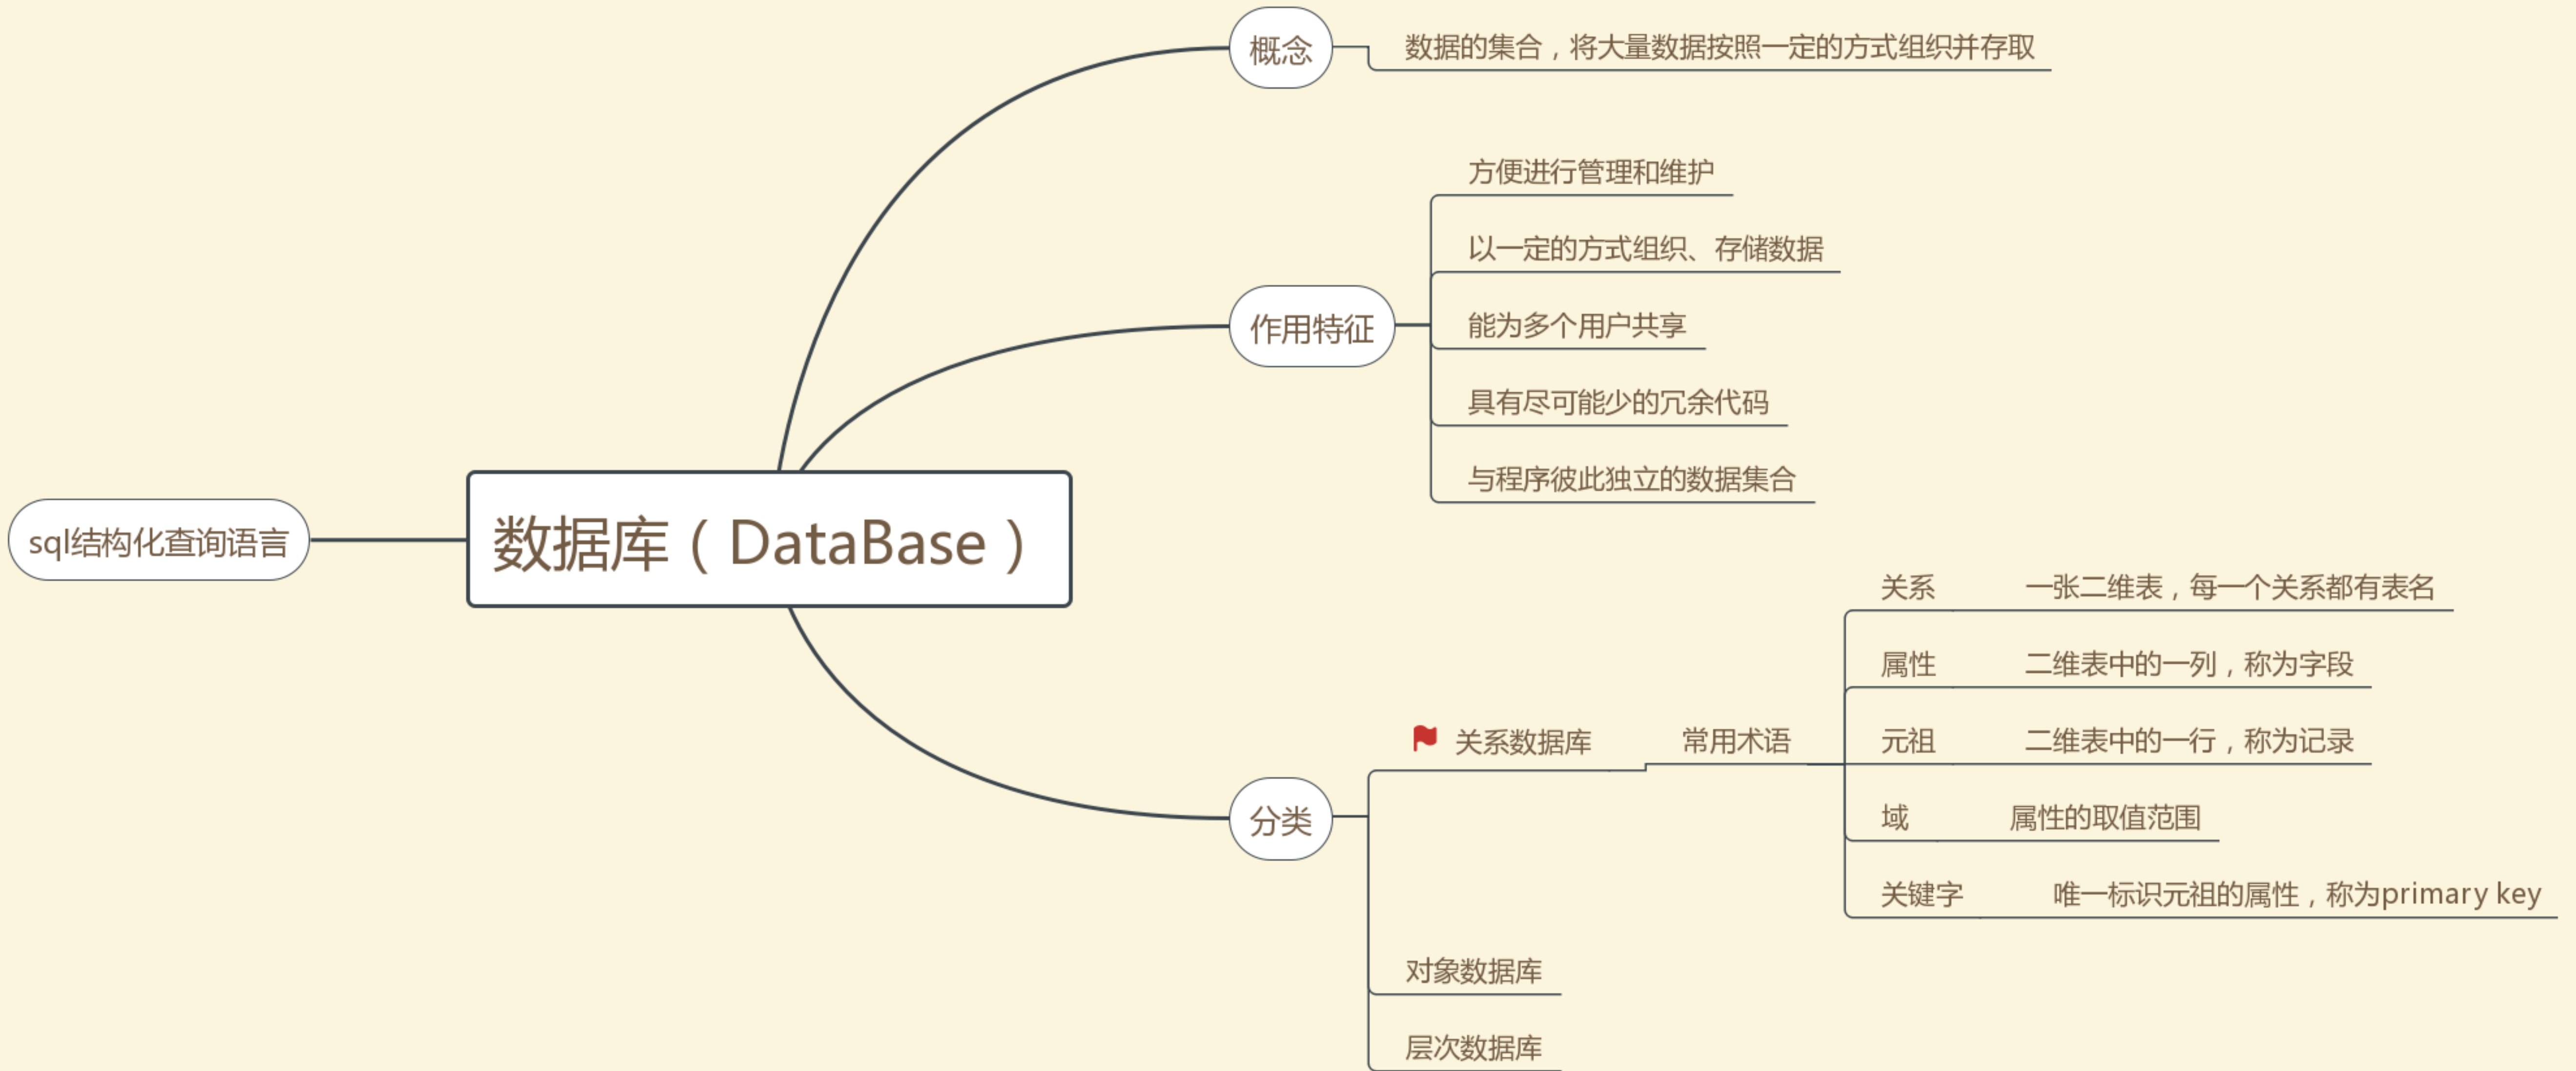 概念
数据的集合，将大量数据按照一定的方式组织并存取
作用特征
方便进行管理和维护
以一定的方式组织、存储数据
能为多个用户共享
具有尽可能少的冗余代码
与程序彼此独立的数据集合
sql结构化查询语言
数据库（DataBase）
分类
关系数据库
常用术语
关系 一张二维表，每一个关系都有表名
属性 二维表中的一列，称为字段
元祖 二维表中的一行，称为记录
域 属性的取值范围
关键字 唯一标识元祖的属性，称为primary key
对象数据库
层次数据库